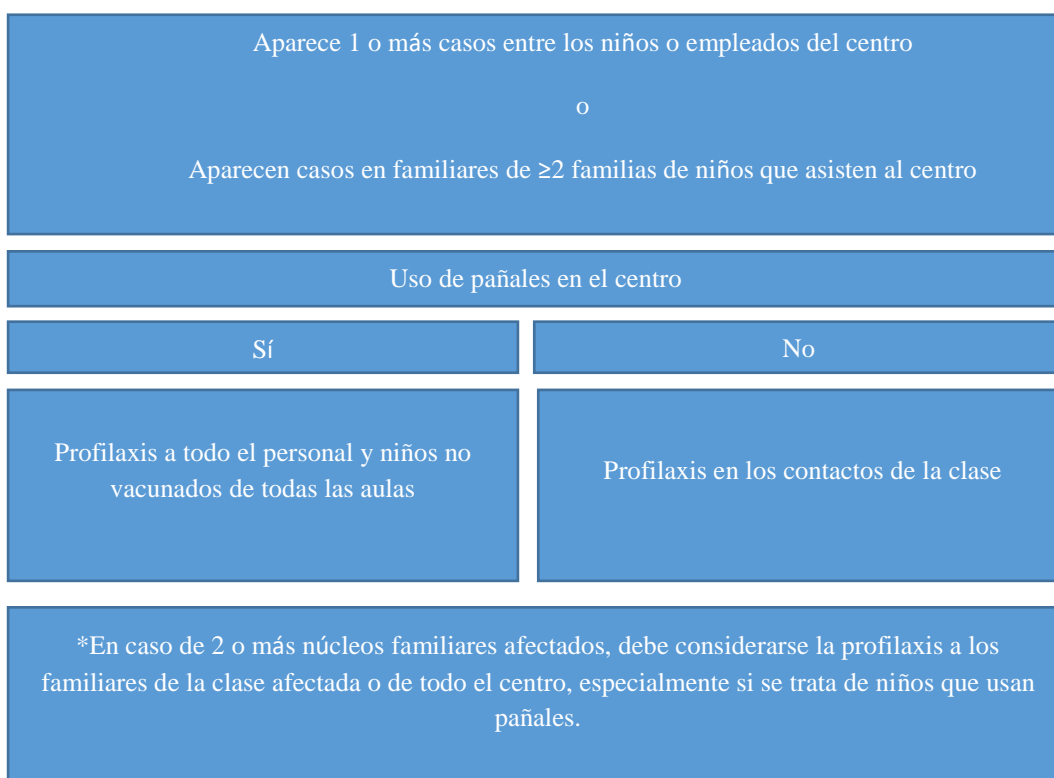 Aparece 1 o más casos entre los niños o empleados del centro
o
Aparecen casos en familiares de ≥2 familias de niños que asisten al centro
Uso de pañales en el centro
Sí
No
Profilaxis a todo el personal y niños no
vacunados de todas las aulas
Profilaxis en los contactos de la clase
*En caso de 2 o más núcleos familiares afectados, debe considerarse la profilaxis a los
familiares de la clase afectada o de todo el centro, especialmente si se trata de niños que usan
pañales.